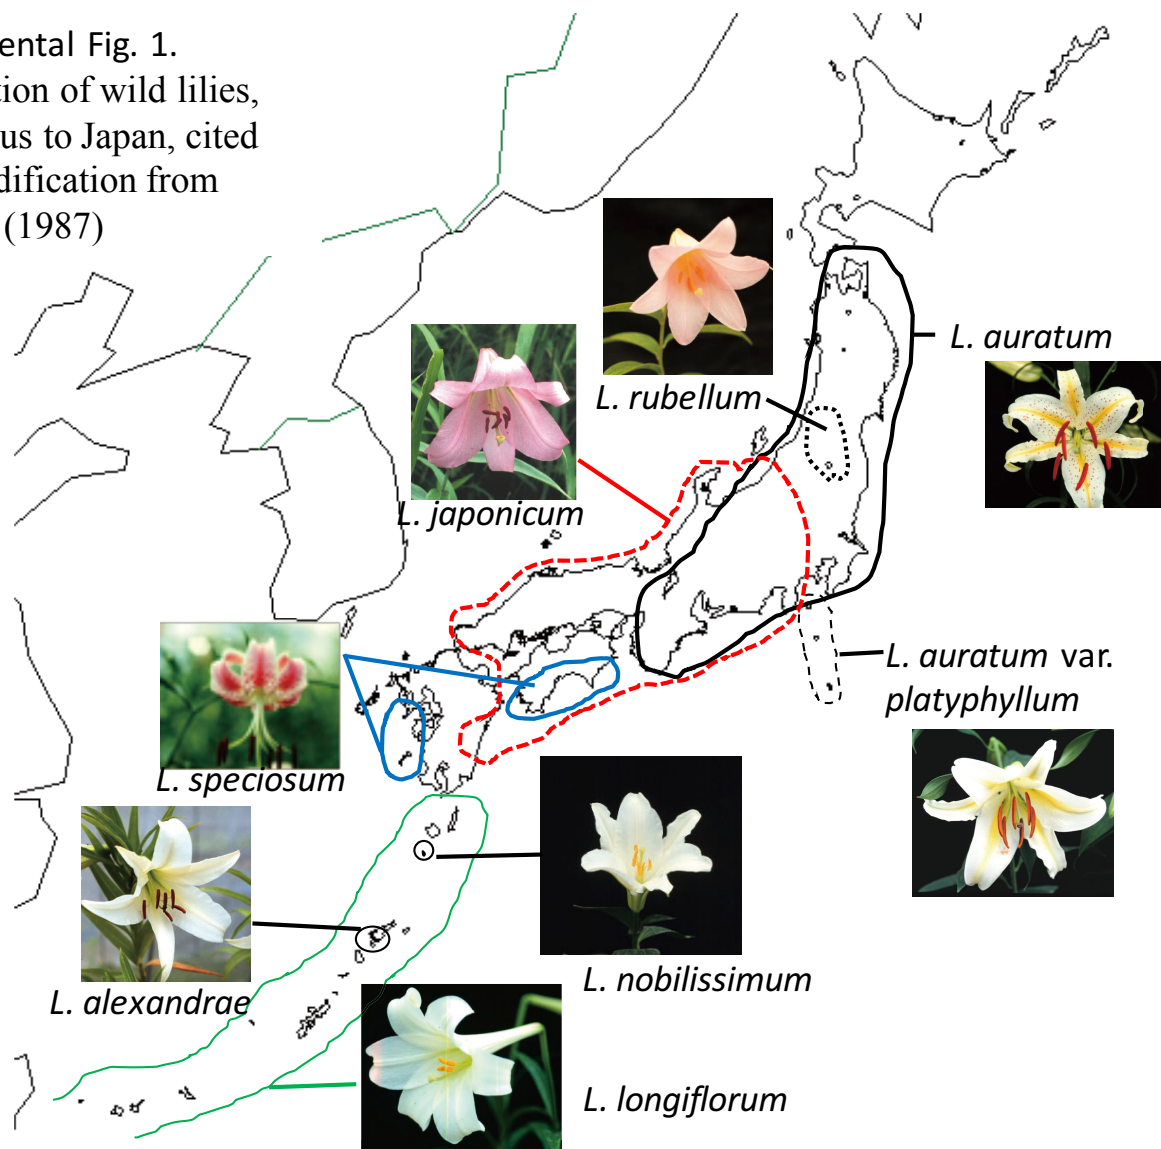 ental Fig. 1.
tion of wild lilies,
us to Japan, cited
dification from
(1987)
L. auratum
L. rubellum
L. japonicum
L. auratum var.
platyphyllum
L. speciosum
L. nobilissimum
L. alexandrae
L. longiflorum